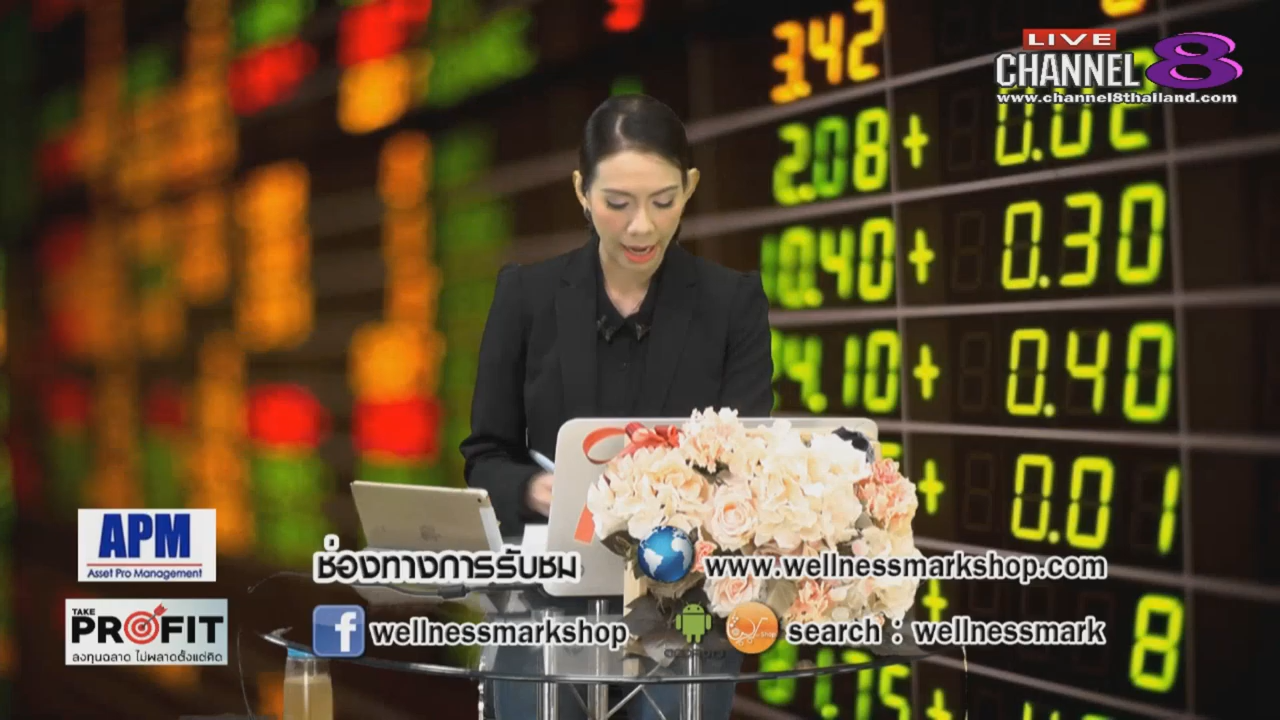 LIVE
CHANNEL 8
www.channel8thailand.com
3.42
2.08 + 0.02
10.40 + 0.30
4.10 + 0.40
+ 0.01
+ 8
+
APM
Asset Pro Management
ช่องทางการรับชม
www.wellnessmarkshop.com
TAKE
PROFIT
ลงทุนฉลาด ไม่พลาดตั้งแต่คิด
wellnessmarkshop
search : wellnessmark